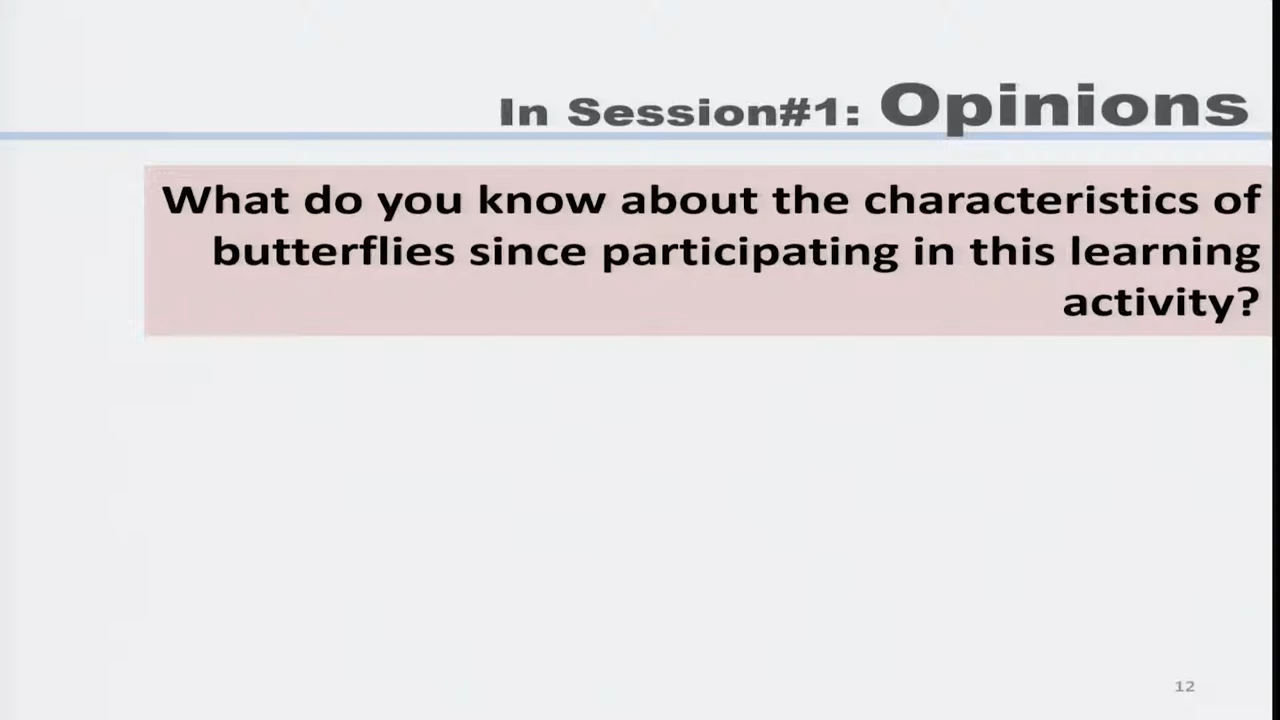 In Session#1: Opinions
What do you know about the characteristics of
butterflies since participating in this learning
activity?
12